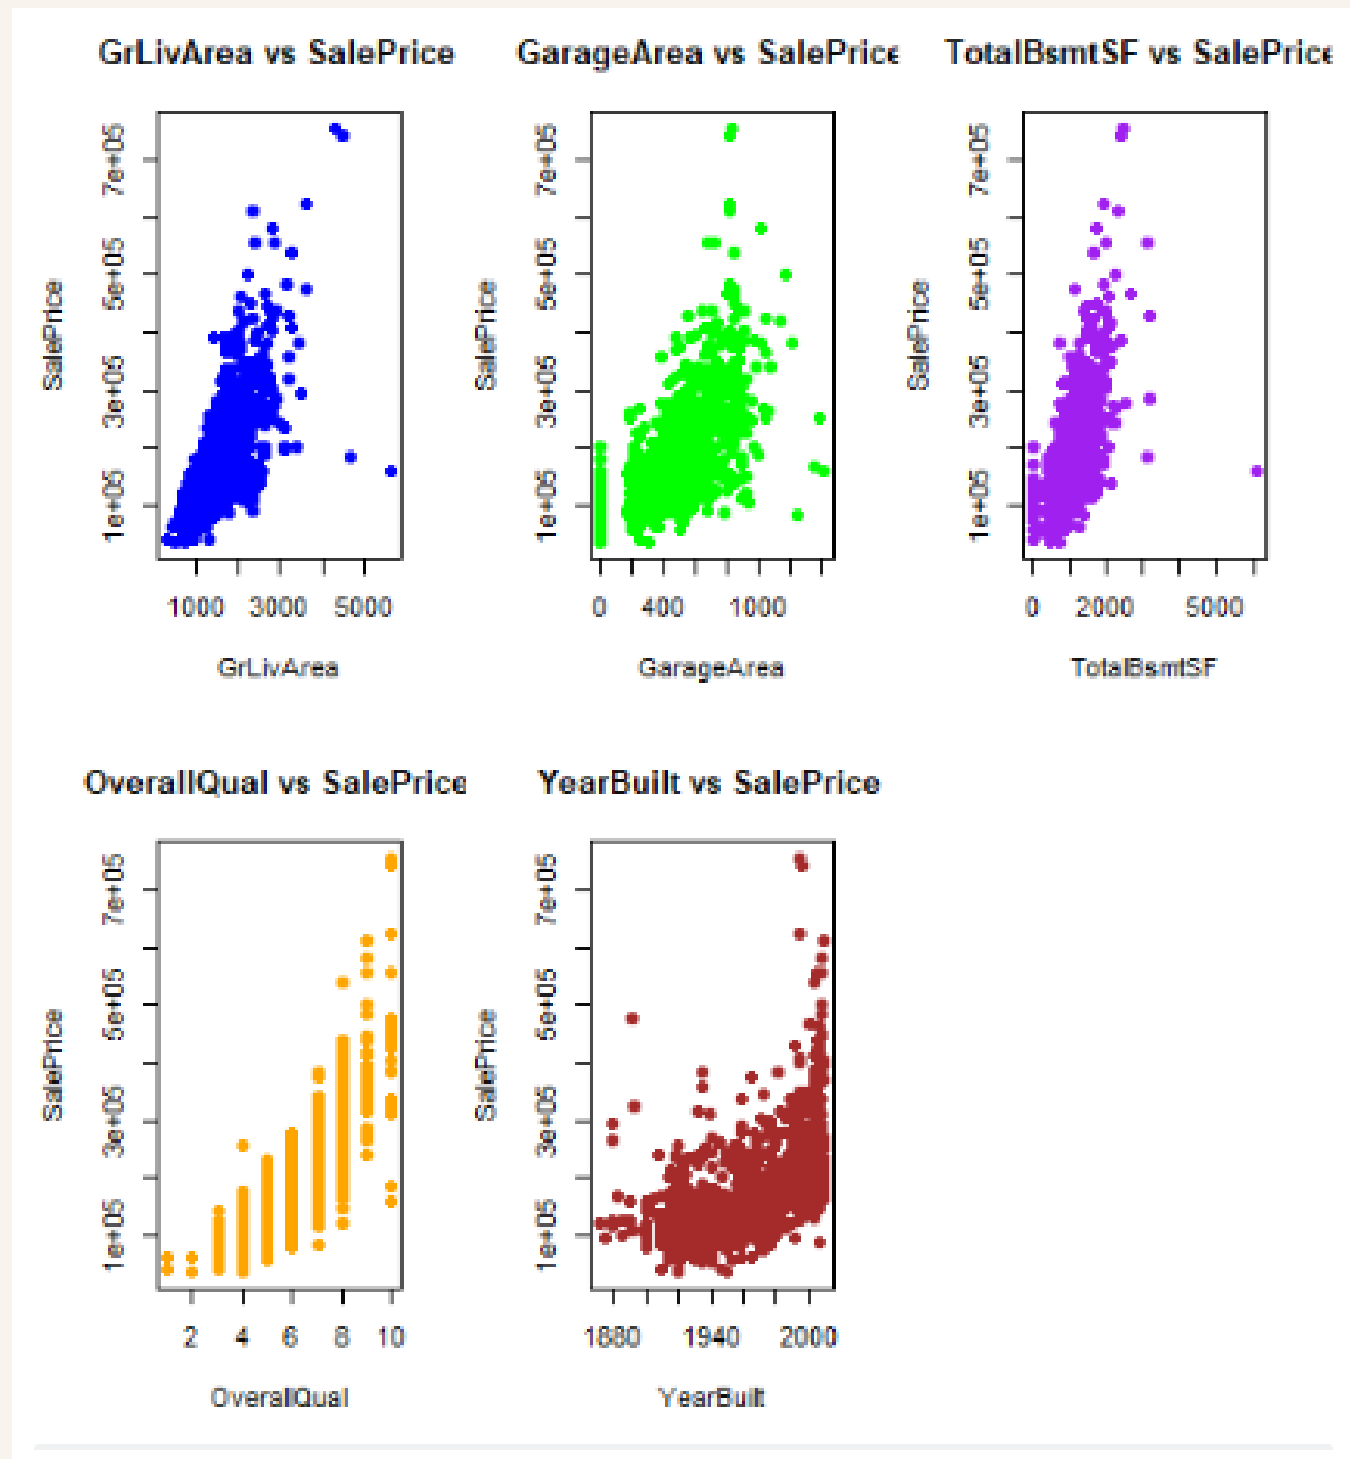 GrLivArea vs SalePrice
SalePrice
7e+05
5e+05
3e+05
1e+05
1000 3000 5000
GrLivArea
GarageArea vs SalePrice
SalePrice
7e+05
5e+05
3e+05
1e+05
0 400 1000
GarageArea
TotalBsmtSF vs SalePrice
SalePrice
7e+05
5e+05
3e+05
1e+05
0 2000 5000
TotalBsmtSF
OverallQual vs SalePrice
SalePrice
7e+05
5e+05
3e+05
1e+05
2 4 6 8 10
OverallQual
YearBuilt vs SalePrice
SalePrice
7e+05
5e+05
3e+05
1e+05
1880 1940 2000
YearBuilt